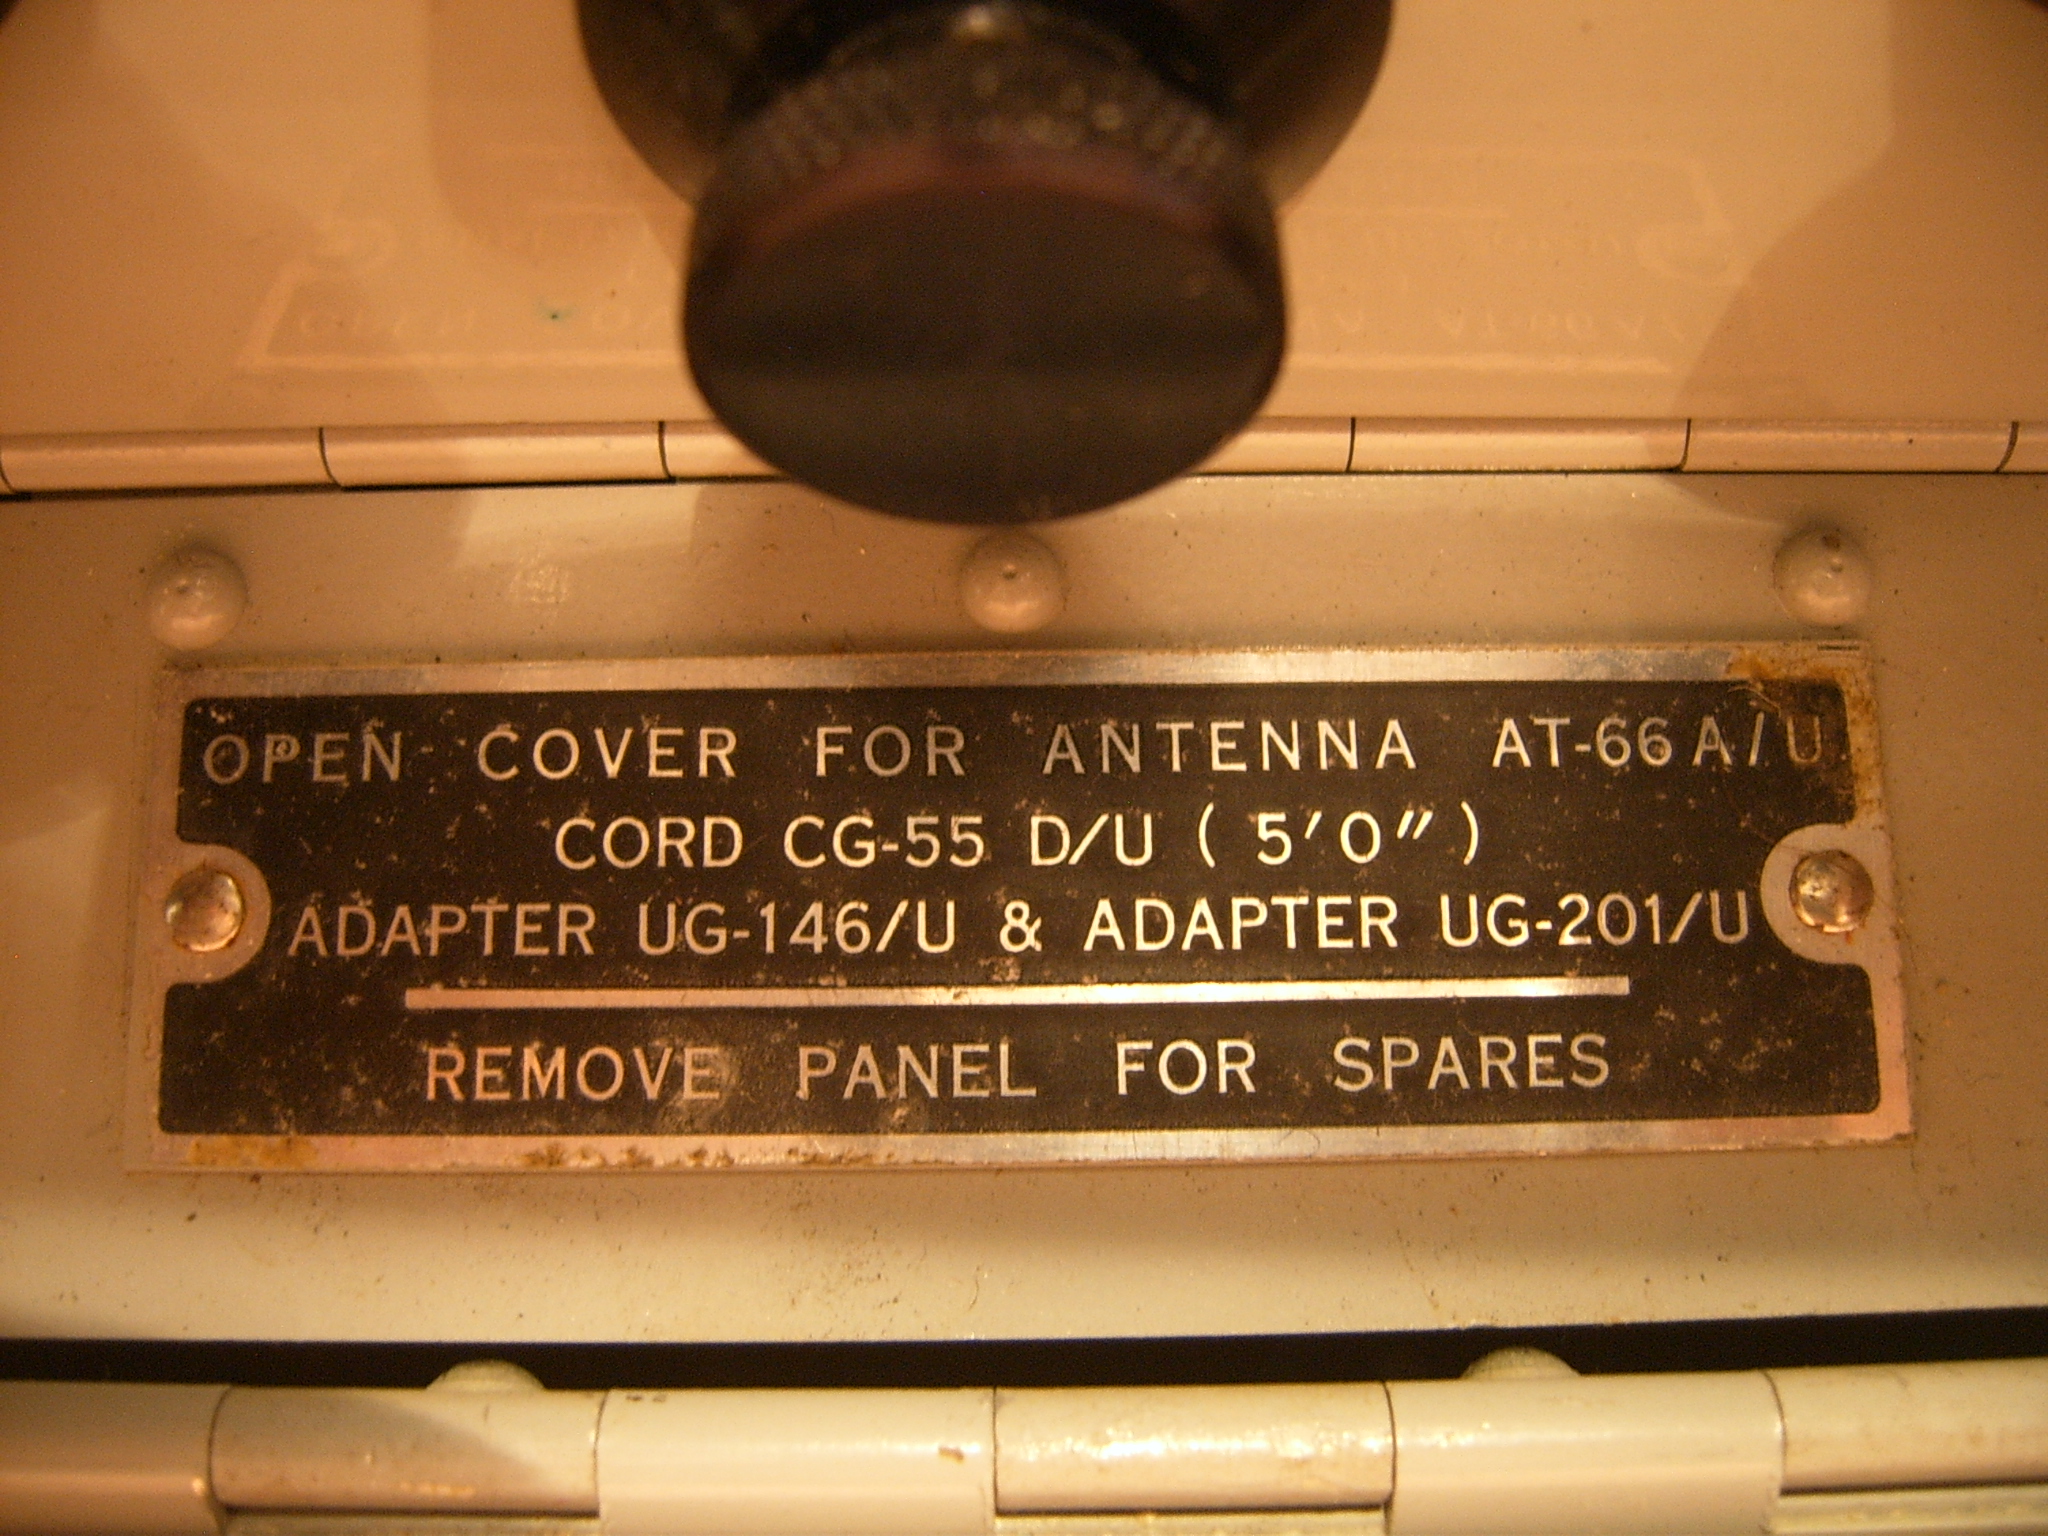 OPEN COVER FOR ANTENNA AT-66 A/U
CORD CG-55 D/U ( 5'0" )
ADAPTER UG-146/U & ADAPTER UG-201/U
REMOVE PANEL FOR SPARES